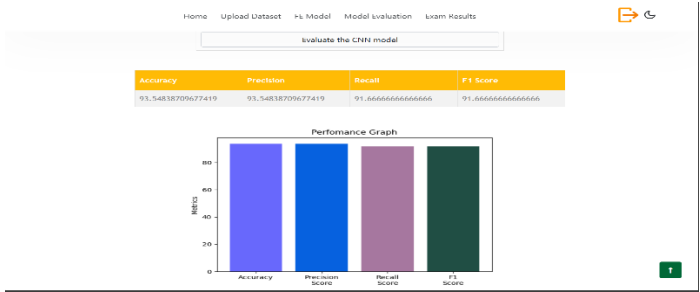 Home Upload Dataset FE Model Model Evaluation Exam Results
Evaluate the CNN model
Accuracy Precision Recall F1 Score
93.54838709677419 93.54838709677419 91.66666666666666 91.66666666666666
Perfomance Graph
80
60
40
20
0
Metrics
Accuracy Precision Score Recall Score F1 Score